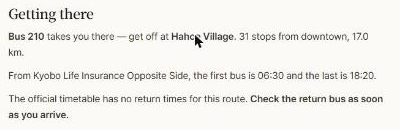 Getting there
Bus 210 takes you there — get off at Hahoe Village. 31 stops from downtown, 17.0
km.
From Kyobo Life Insurance Opposite Side, the first bus is 06:30 and the last is 18:20.
The official timetable has no return times for this route. Check the return bus as soon
as you arrive.